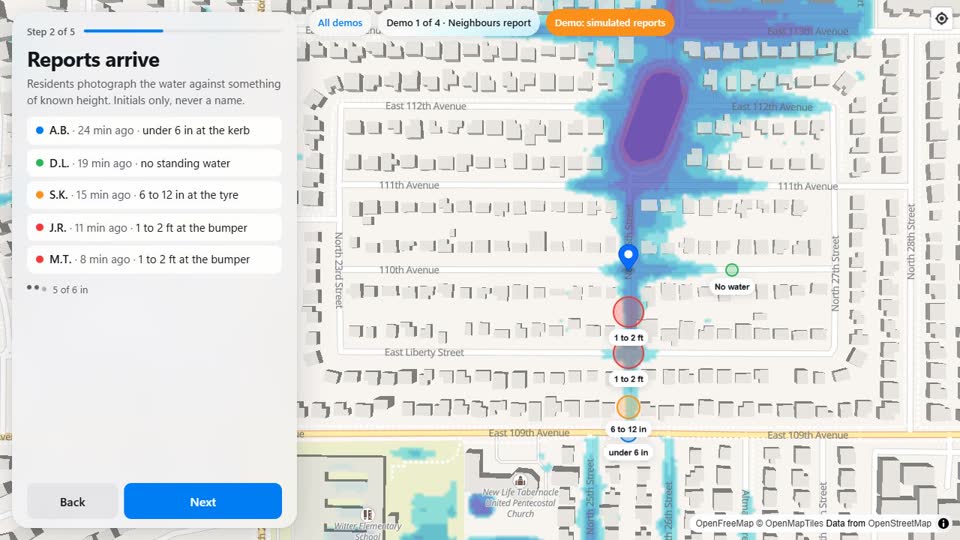 Step 2 of 5
Reports arrive
Residents photograph the water against something
of known height. Initials only, never a name.
A.B. · 24 min ago · under 6 in at the kerb
D.L. · 19 min ago · no standing water
S.K. · 15 min ago · 6 to 12 in at the tyre
J.R. · 11 min ago · 1 to 2 ft at the bumper
M.T. · 8 min ago · 1 to 2 ft at the bumper
5 of 6 in
Back
Next
All demos
Demo 1 of 4 · Neighbours report
Demo: simulated reports
East 113th Avenue
East 112th Avenue
East 112th Avenue
111th Avenue
111th Avenue
110th Avenue
North 23rd Street
North 27th Street
North 28th Street
No water
1 to 2 ft
East Liberty Street
1 to 2 ft
6 to 12 in
East 109th Avenue
East 109th Avenue
under 6 in
North 25th Street
North 26th Street
New Life Tabernacle
United Pentecostal
Church
Witter Elementary
School
OpenFreeMap © OpenMapTiles Data from OpenStreetMap